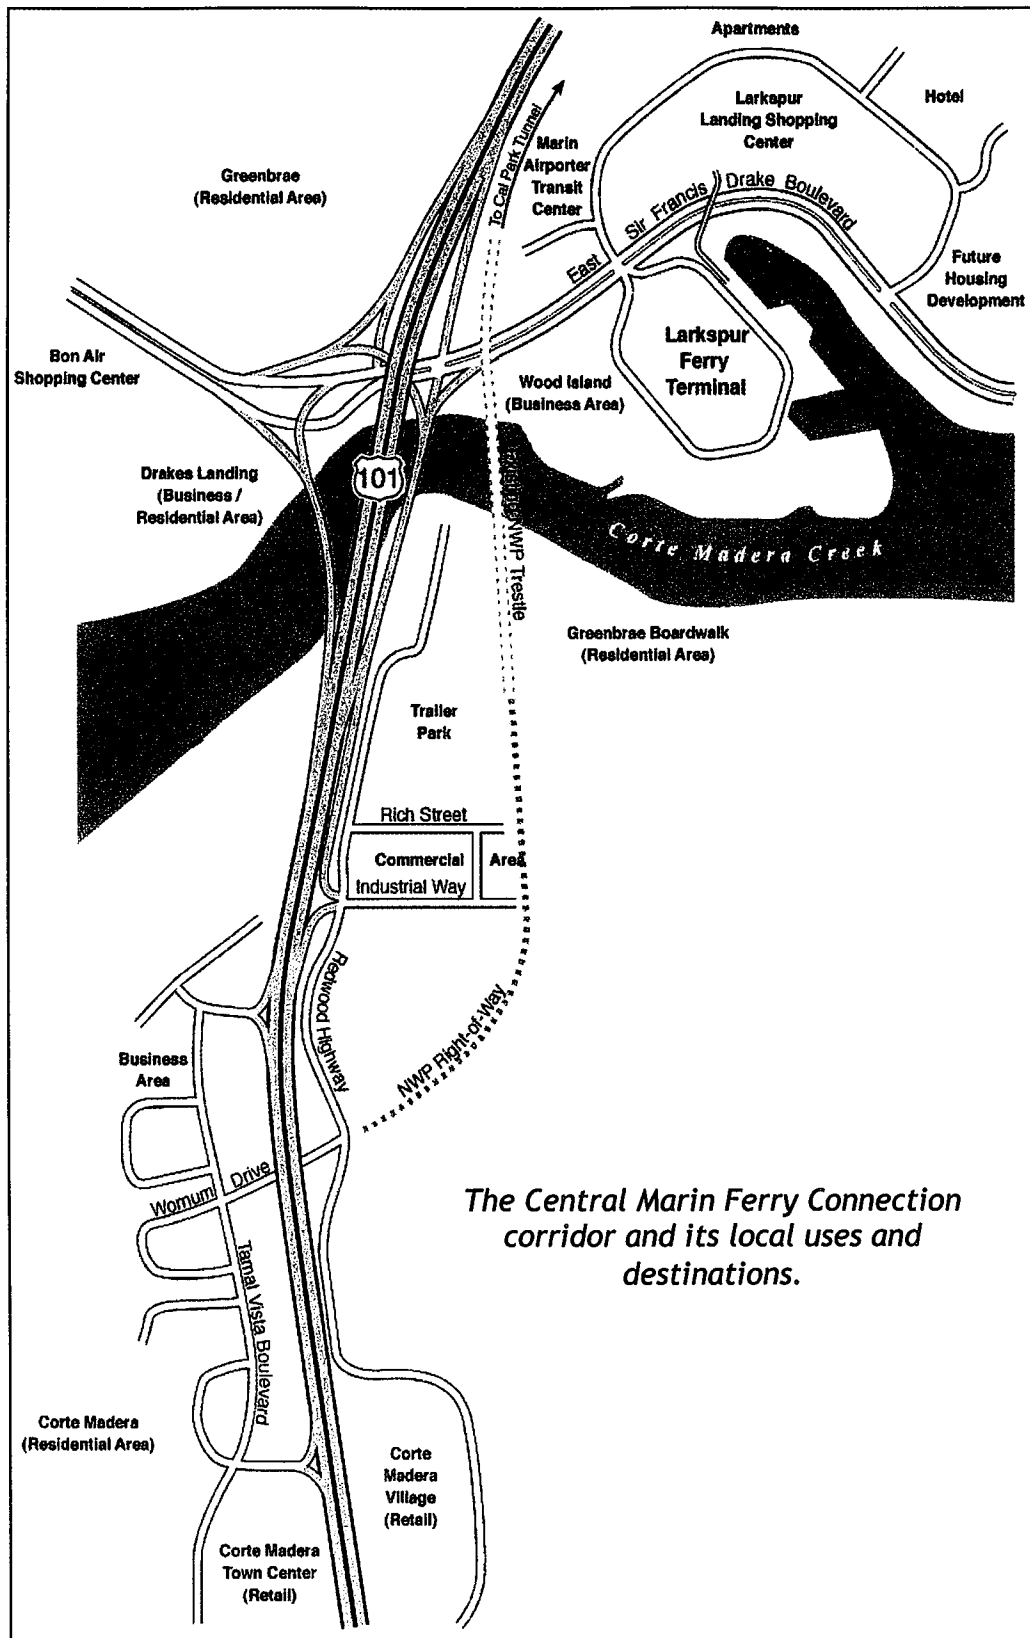 Apartments
Larkspur
Landing Shopping
Center
Hotel
To Cal Park Tunnel
Marin
Airporter
Transit
Center
Greenbrae
(Residential Area)
East Sir Francis Drake Boulevard
Future
Housing
Development
Bon Air
Shopping Center
Larkspur
Ferry
Terminal
Wood Island
(Business Area)
Drakes Landing
(Business /
Residential Area)
101
NWP Trestle
Corte Madera Creek
Greenbrae Boardwalk
(Residential Area)
Trailer
Park
Rich Street
Commercial Area
Industrial Way
Redwood Highway
NWP Right-of-Way
Business
Area
Wornum Drive
The Central Marin Ferry Connection
corridor and its local uses and
destinations.
Tamal Vista Boulevard
Corte Madera
(Residential Area)
Corte
Madera
Village
(Retail)
Corte Madera
Town Center
(Retail)